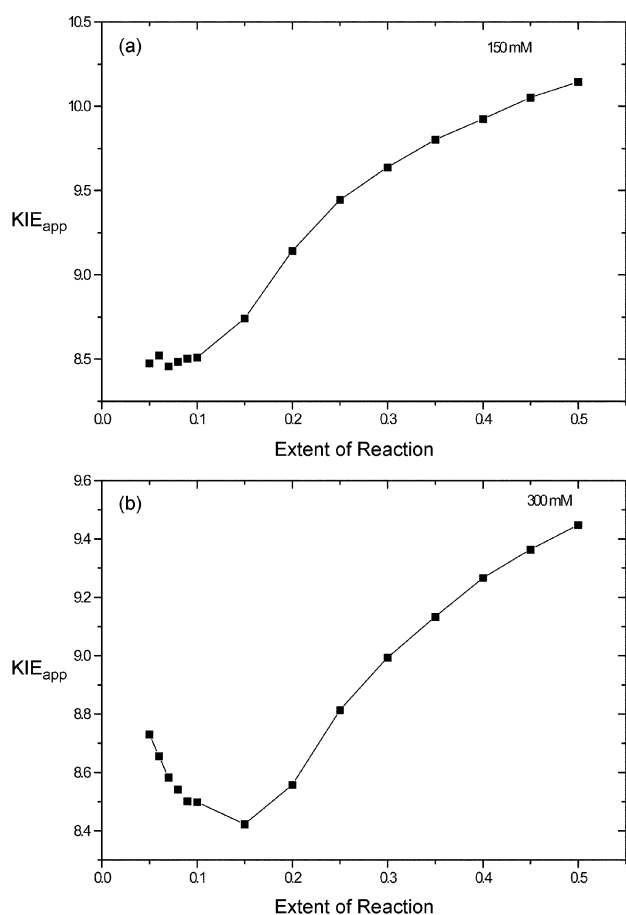 10.5
(a)
150 mM
10.0
9.5
KIEapp
9.0
8.5
0.0 0.1 0.2 0.3 0.4 0.5
Extent of Reaction
9.6
(b)
300 mM
9.4
9.2
9.0
KIEapp
8.8
8.6
8.4
0.0 0.1 0.2 0.3 0.4 0.5
Extent of Reaction